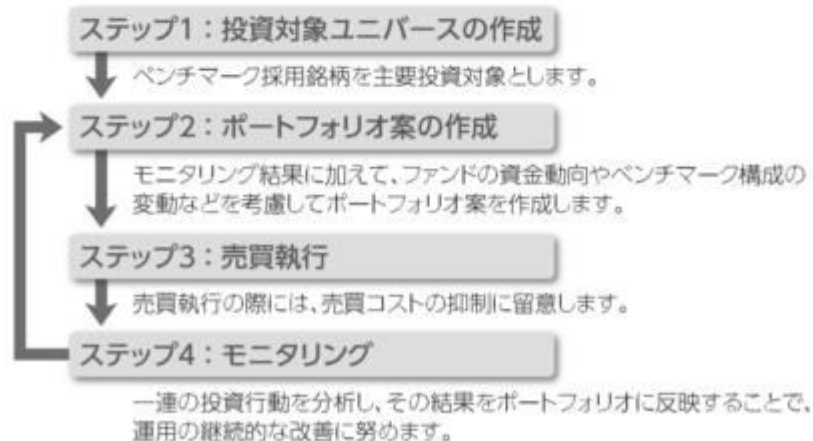 ステップ1：投資対象ユニバースの作成
ベンチマーク採用銘柄を主要投資対象とします。
ステップ2：ポートフォリオ案の作成
モニタリング結果に加えて、ファンドの資金動向やベンチマーク構成の
変動などを考慮してポートフォリオ案を作成します。
ステップ3：売買執行
売買執行の際には、売買コストの抑制に留意します。
ステップ4：モニタリング
一連の投資行動を分析し、その結果をポートフォリオに反映することで、
運用の継続的な改善に努めます。